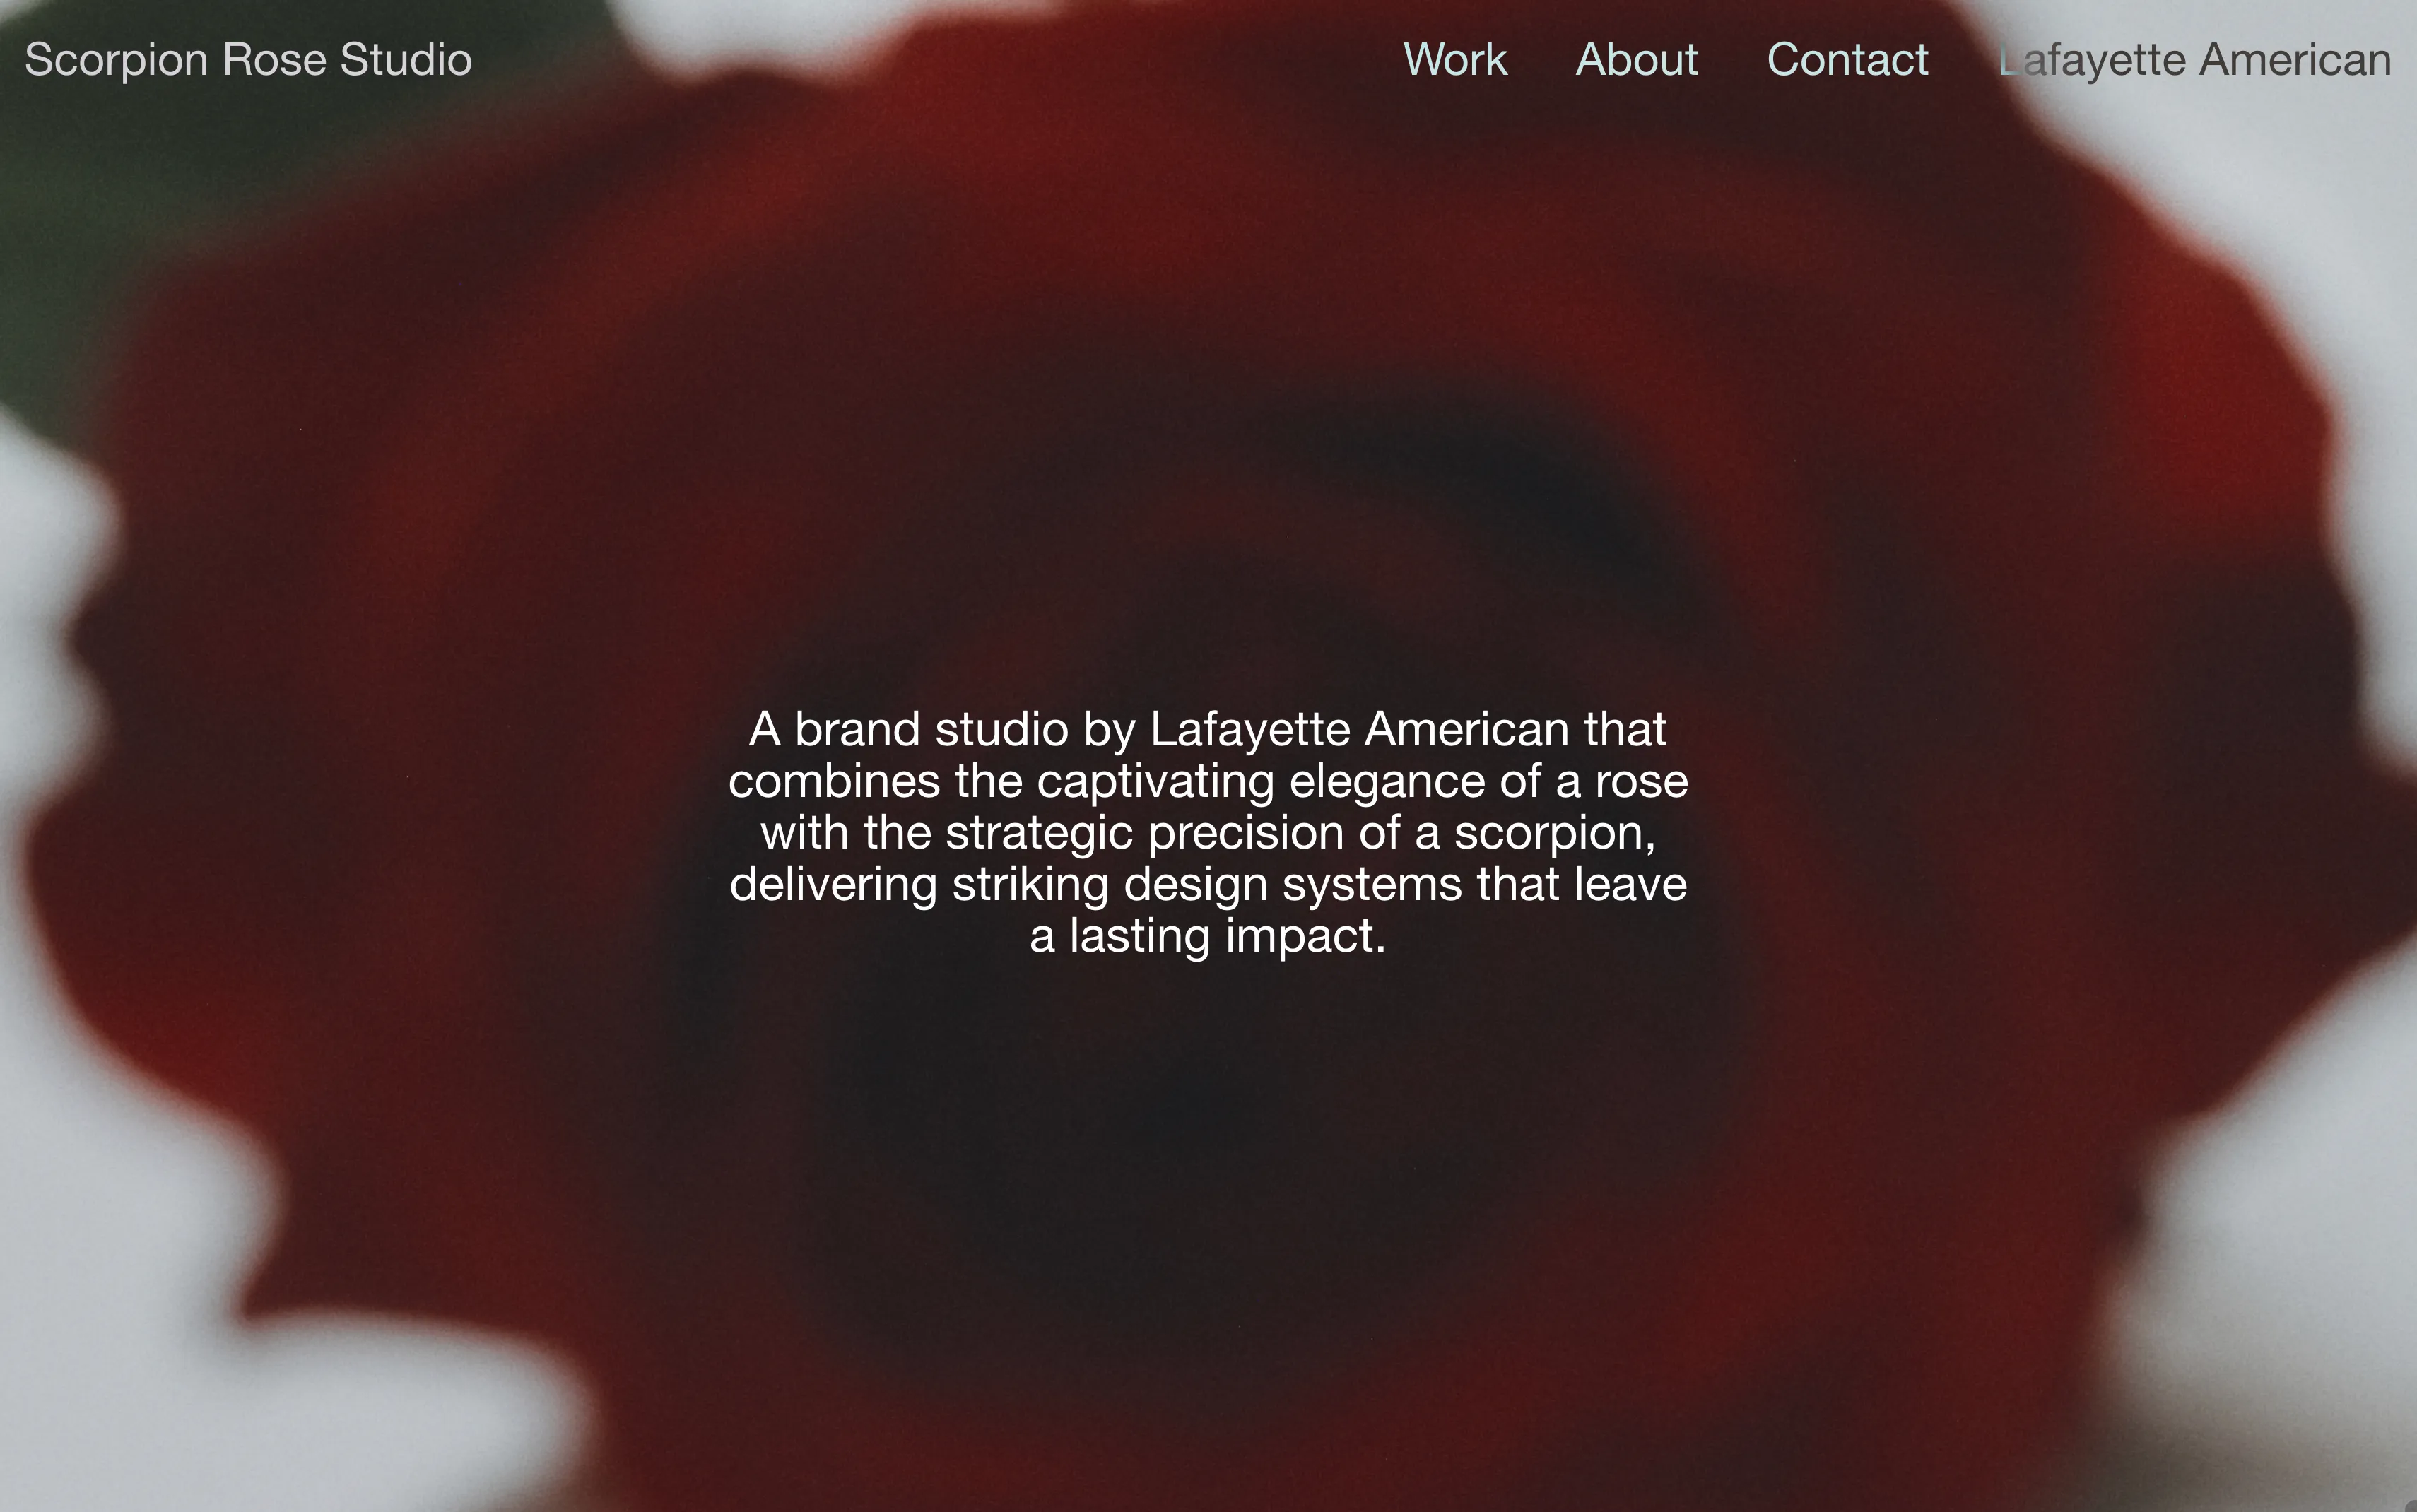 Scorpion Rose Studio
Work
About
Contact
Lafayette American
A brand studio by Lafayette American that
combines the captivating elegance of a rose
with the strategic precision of a scorpion,
delivering striking design systems that leave
a lasting impact.